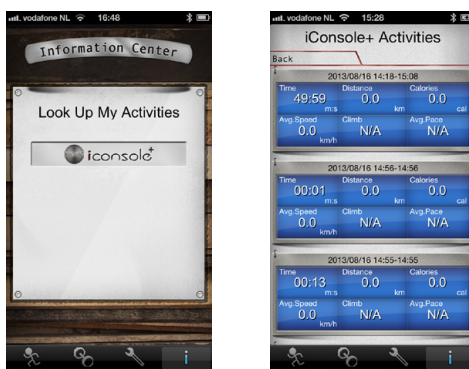 vodafone NL 16:48
Information Center
Look Up My Activities
iconsole+
i
vodafone NL 15:28
iConsole+ Activities
Back
2013/08/16 14:18-15:08
Time Distance Calories
49:59 0.0 0.0
m:s km cal
Avg.Speed Climb Avg.Pace
0.0 N/A N/A
km/h
2013/08/16 14:56-14:56
Time Distance Calories
00:01 0.0 0.0
m:s km cal
Avg.Speed Climb Avg.Pace
0.0 N/A N/A
km/h
2013/08/16 14:55-14:55
Time Distance Calories
00:13 0.0 0.0
m:s km cal
Avg.Speed Climb Avg.Pace
0.0 N/A N/A
km/h
i